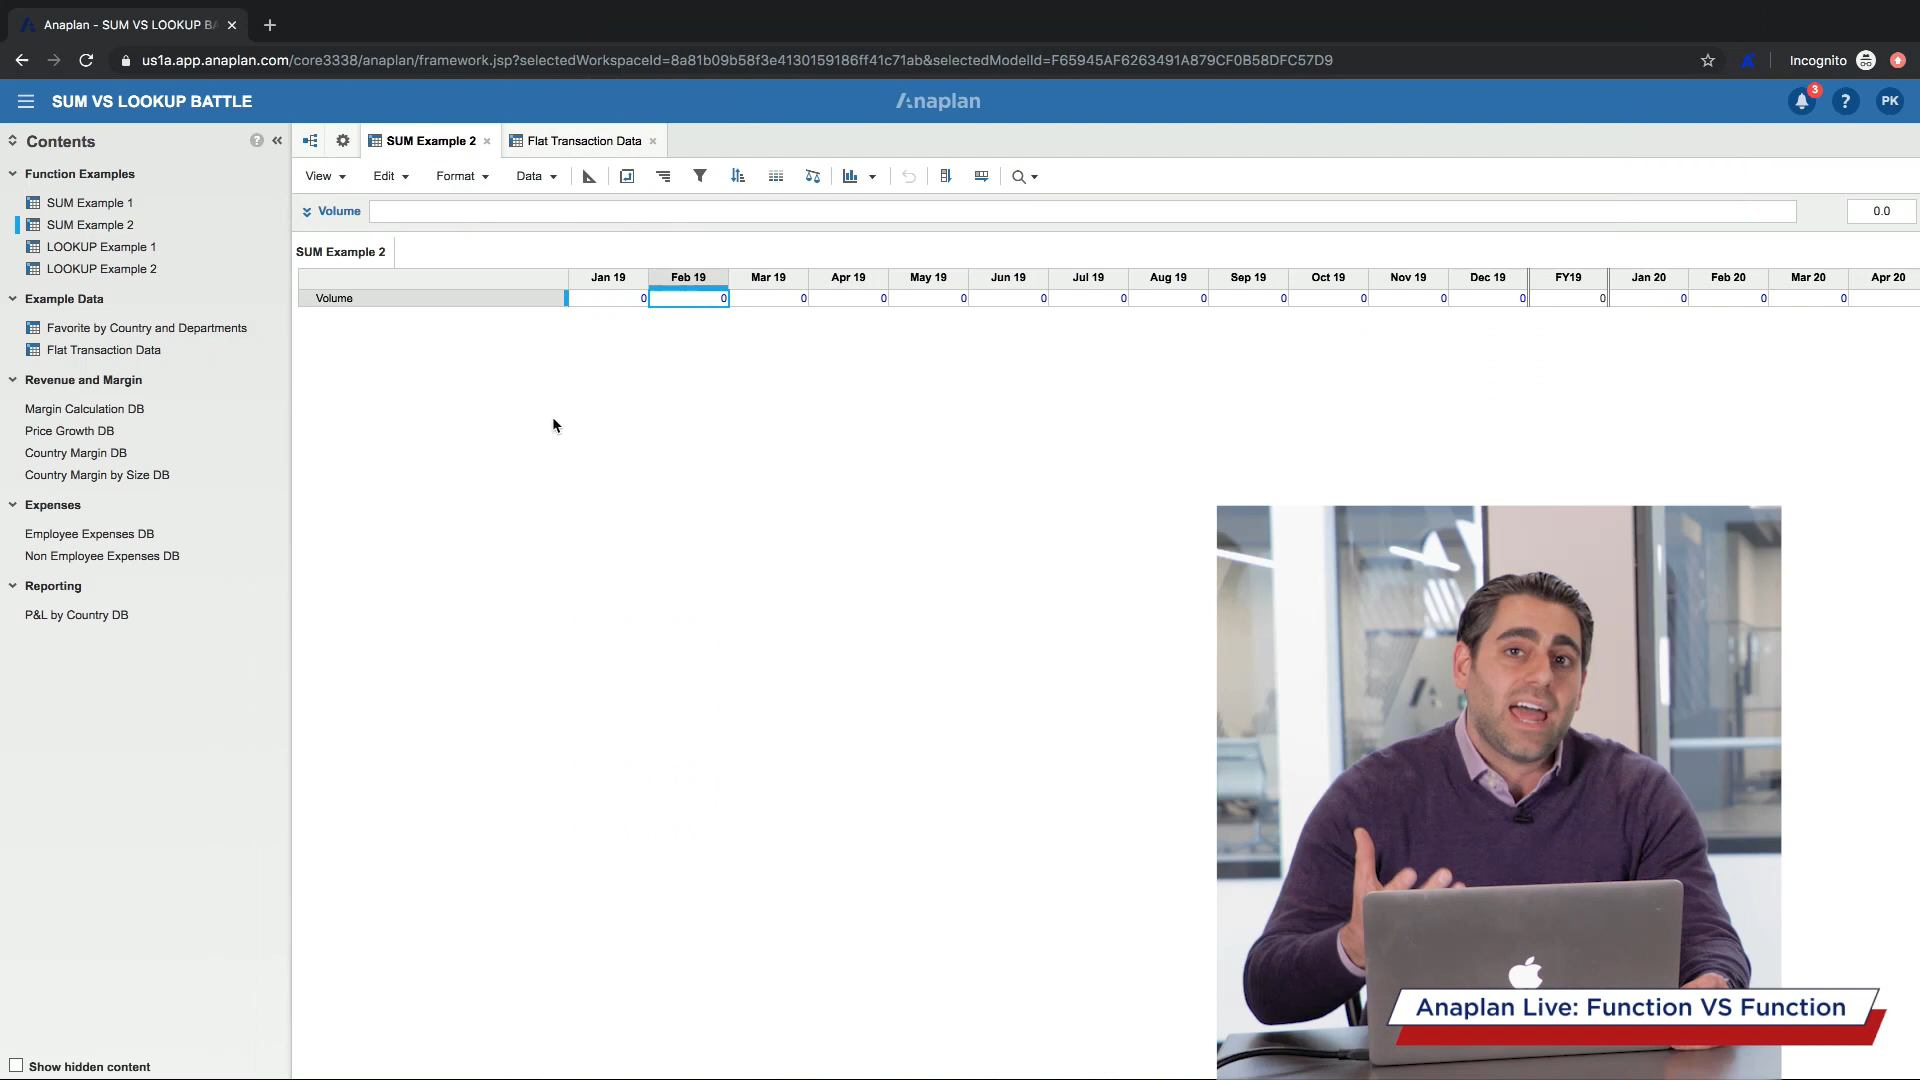 Anaplan - SUM VS LOOKUP BA
us1a.app.anaplan.com/core3338/anaplan/framework.jsp?selectedWorkspaceId=8a81b09b58f3e4130159186ff41c71ab&selectedModelId=F65945AF6263491A879CF0B58DFC57D9
Incognito
SUM VS LOOKUP BATTLE
Anaplan
3
?
PK
Contents
?
Function Examples
SUM Example 1
SUM Example 2
LOOKUP Example 1
LOOKUP Example 2
Example Data
Favorite by Country and Departments
Flat Transaction Data
Revenue and Margin
Margin Calculation DB
Price Growth DB
Country Margin DB
Country Margin by Size DB
Expenses
Employee Expenses DB
Non Employee Expenses DB
Reporting
P&L by Country DB
Show hidden content
SUM Example 2
Flat Transaction Data
View
Edit
Format
Data
Volume
0.0
SUM Example 2
Jan 19 Feb 19 Mar 19 Apr 19 May 19 Jun 19 Jul 19 Aug 19 Sep 19 Oct 19 Nov 19 Dec 19 FY19 Jan 20 Feb 20 Mar 20 Apr 20
Volume 0 0 0 0 0 0 0 0 0 0 0 0 0 0 0 0
Anaplan Live: Function VS Function